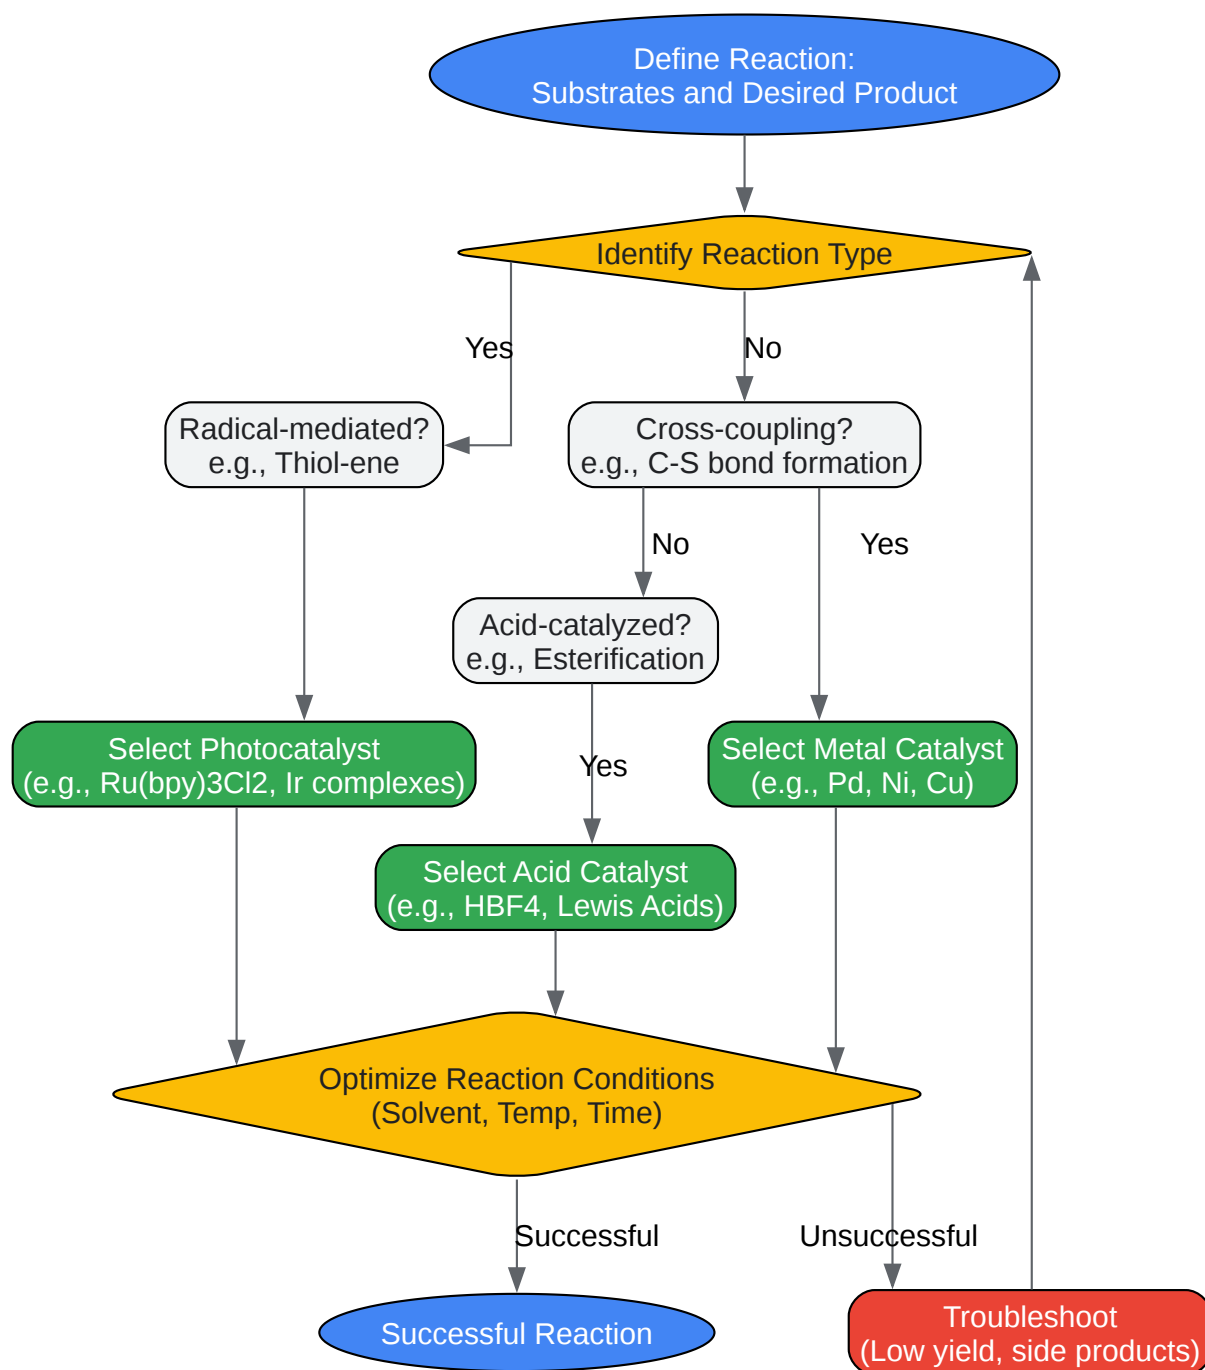 Define Reaction:
Substrates and Desired Product
Identify Reaction Type
Yes
No
Radical-mediated?
e.g., Thiol-ene
Cross-coupling?
e.g., C-S bond formation
No
Yes
Acid-catalyzed?
e.g., Esterification
Select Photocatalyst
(e.g., Ru(bpy)3Cl2, Ir complexes)
Yes
Select Metal Catalyst
(e.g., Pd, Ni, Cu)
Select Acid Catalyst
(e.g., HBF4, Lewis Acids)
Optimize Reaction Conditions
(Solvent, Temp, Time)
Successful
Unsuccessful
Successful Reaction
Troubleshoot
(Low yield, side products)